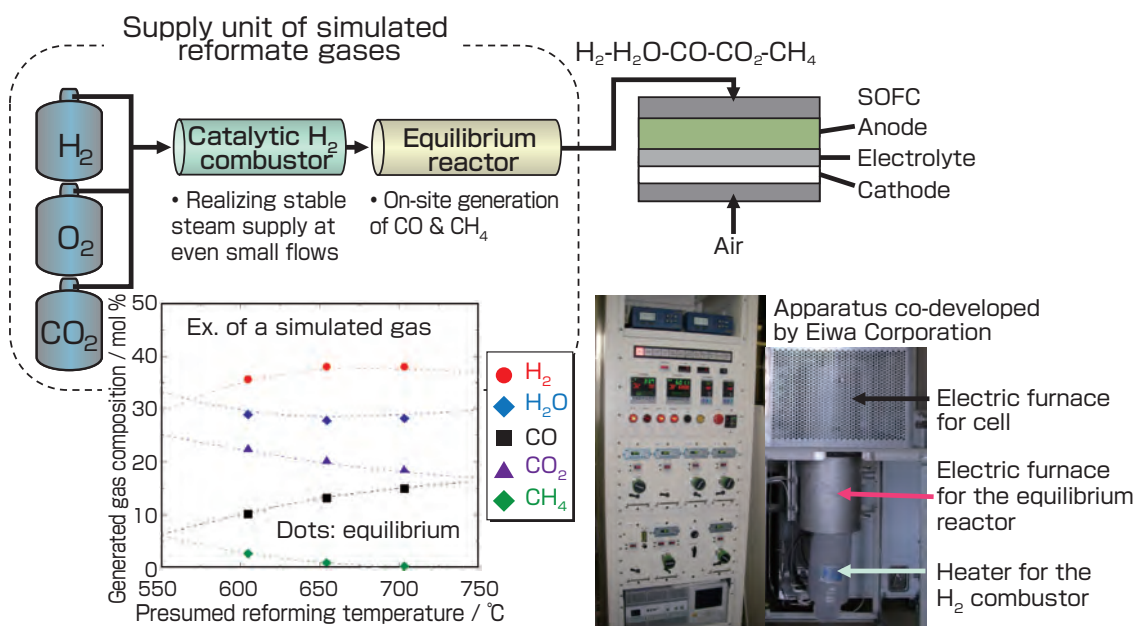 Supply unit of simulated
reformate gases
H₂-H₂O-CO-CO₂-CH₄
H₂
O₂
CO₂
Catalytic H₂
combustor
Equilibrium
reactor
• Realizing stable
steam supply at
even small flows
• On-site generation
of CO & CH₄
SOFC
Anode
Electrolyte
Cathode
Air
Generated gas composition / mol %
50
40
30
20
10
0
550
600
650
700
750
Presumed reforming temperature / ℃
Ex. of a simulated gas
Dots: equilibrium
H₂
H₂O
CO
CO₂
CH₄
Apparatus co-developed
by Eiwa Corporation
Electric furnace
for cell
Electric furnace
for the equilibrium
reactor
Heater for the
H₂ combustor